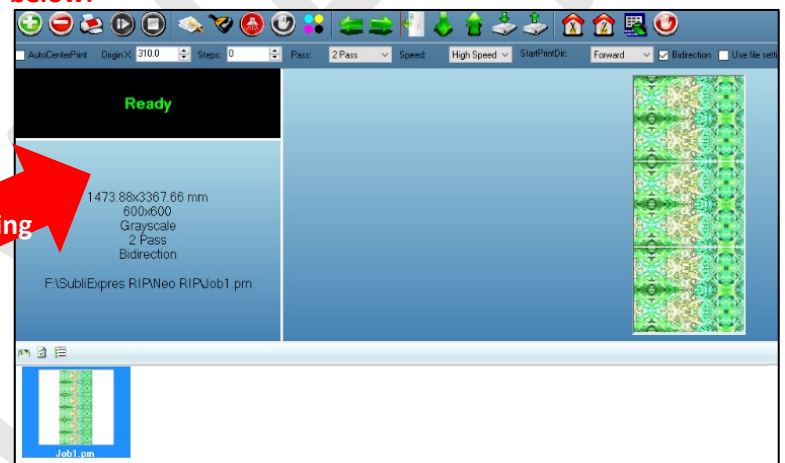 below:
AutoCenterPrint Origin X: 310.0 Steps: 0 Pass: 2 Pass Speed: High Speed StartPrintDir: Forward Bidirection Use file setti
Ready
ing
1473.88x3367.66 mm
600x600
Grayscale
2 Pass
Bidirection
F:\SubliExpres RIP\Neo RIP\Job1.prn
X Z
Job1.prn